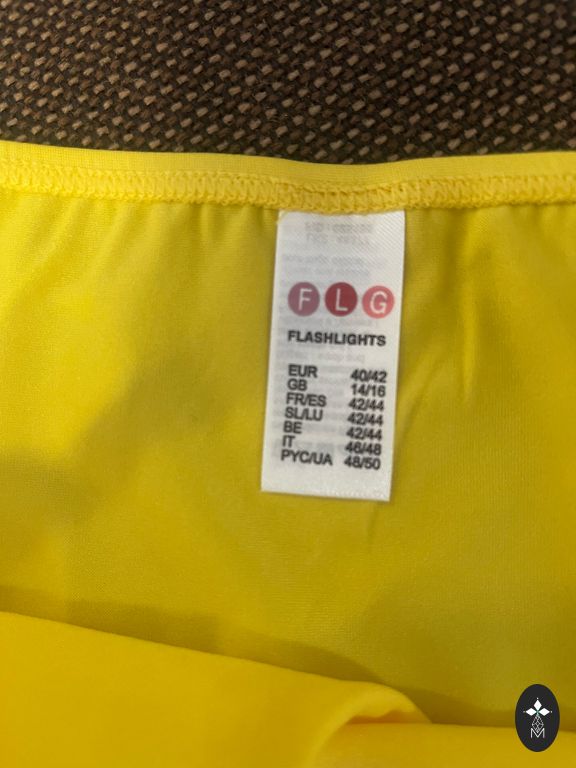 F L G
FLASHLIGHTS
EUR 40/42
GB 14/16
FR/ES 42/44
SL/LU 42/44
BE 42/44
IT 46/48
PYC/UA 48/50
M